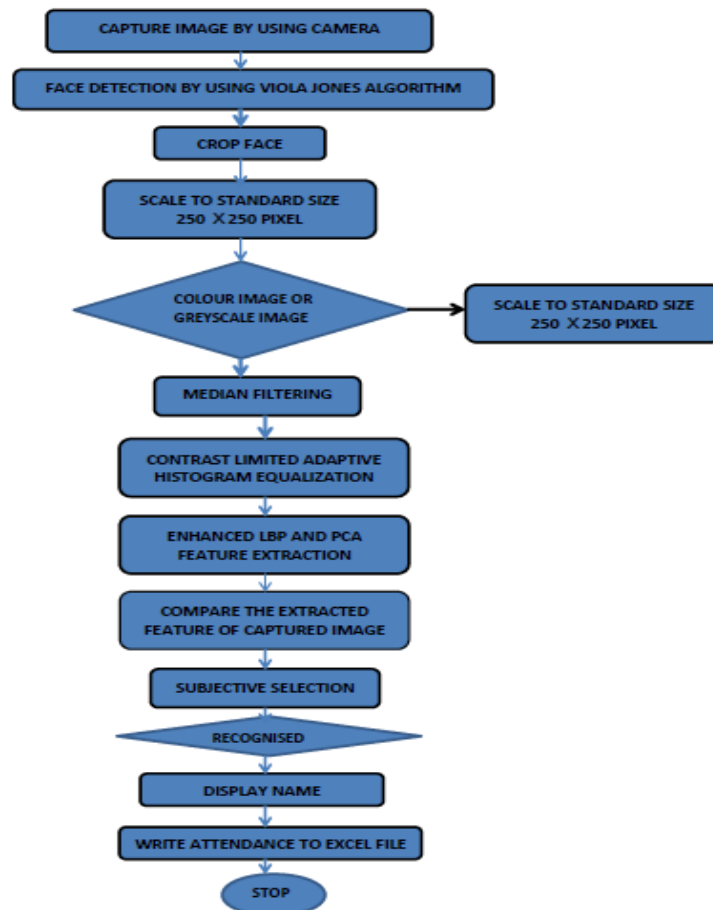 CAPTURE IMAGE BY USING CAMERA
FACE DETECTION BY USING VIOLA JONES ALGORITHM
CROP FACE
SCALE TO STANDARD SIZE
250 ×250 PIXEL
COLOUR IMAGE OR
GREYSCALE IMAGE
SCALE TO STANDARD SIZE
250 ×250 PIXEL
MEDIAN FILTERING
CONTRAST LIMITED ADAPTIVE
HISTOGRAM EQUALIZATION
ENHANCED LBP AND PCA
FEATURE EXTRACTION
COMPARE THE EXTRACTED
FEATURE OF CAPTURED IMAGE
SUBJECTIVE SELECTION
RECOGNISED
DISPLAY NAME
WRITE ATTENDANCE TO EXCEL FILE
STOP